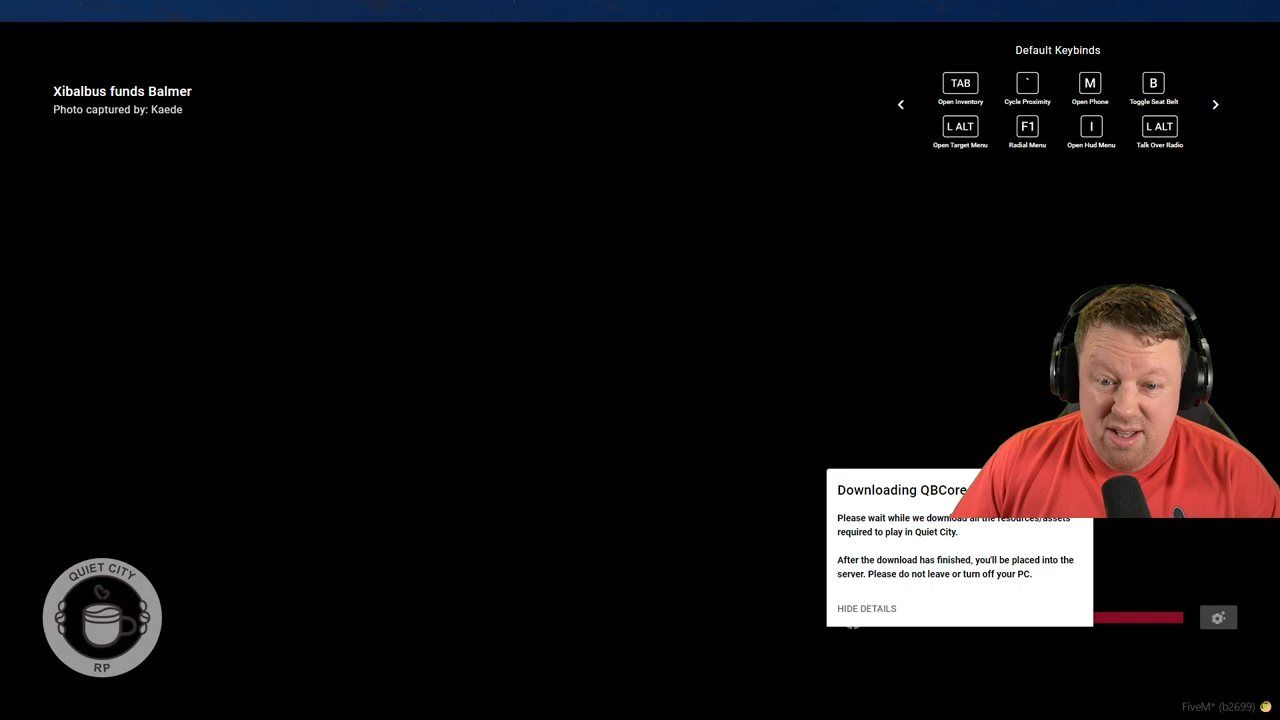 Xibalbus funds Balmer
Photo captured by: Kaede
Default Keybinds
TAB ` M B
Open Inventory Cycle Proximity Open Phone Toggle Seat Belt
L ALT F1 I L ALT
Open Target Menu Radial Menu Open Hud Menu Talk Over Radio
Downloading QBCore
Please wait while we download all the resources/assets
required to play in Quiet City.
After the download has finished, you'll be placed into the
server. Please do not leave or turn off your PC.
HIDE DETAILS
QUIET CITY
RP
FiveM* (b2699)